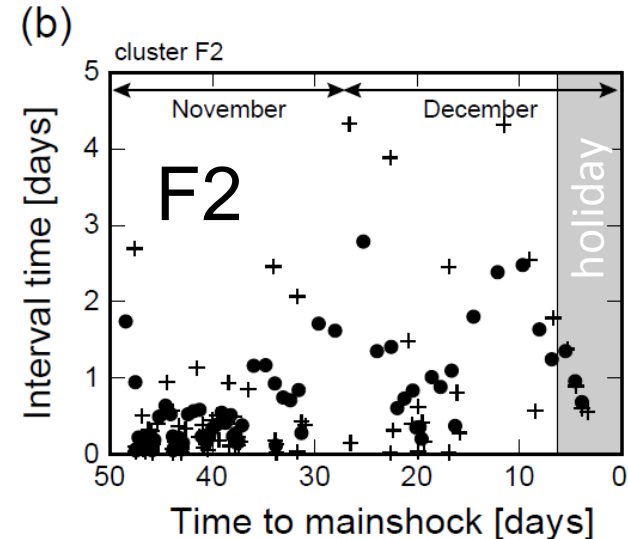 (b)
cluster F2
5
November December
4
F2
holiday
3
2
1
0
50 40 30 20 10 0
Interval time [days]
Time to mainshock [days]